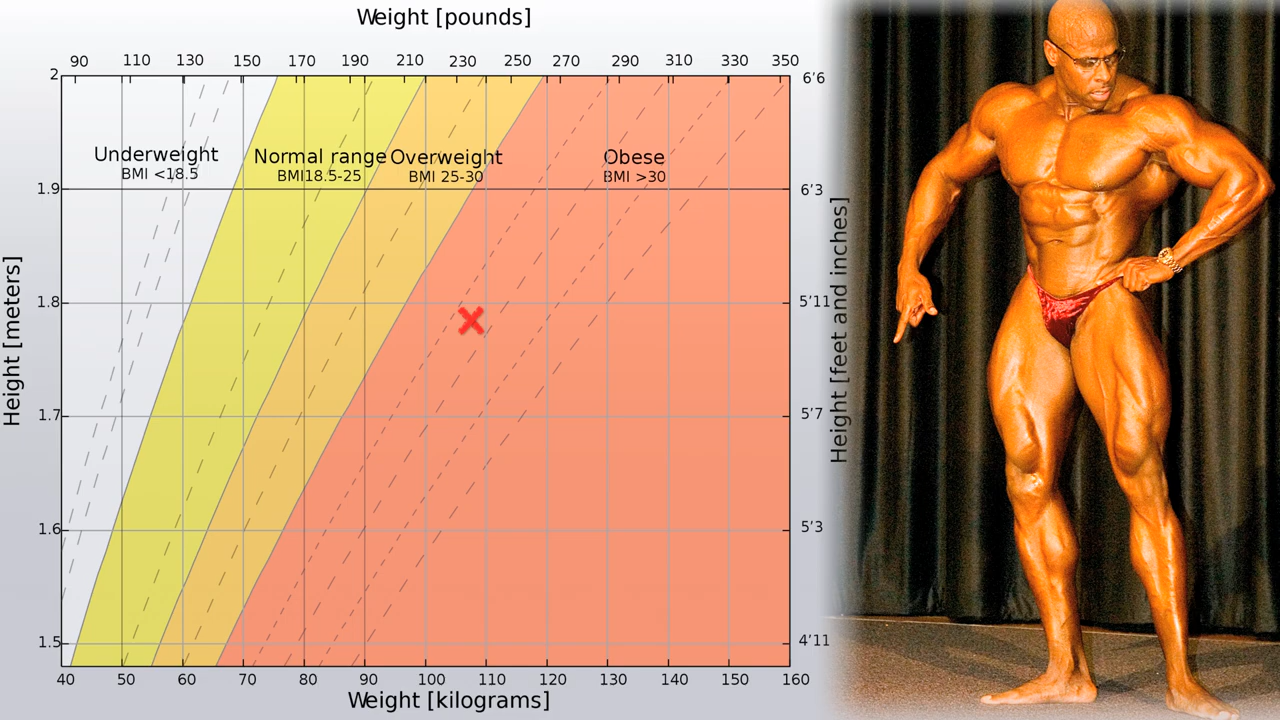 Weight [pounds]
90 110 130 150 170 190 210 230 250 270 290 310 330 350
2 6’6
Underweight Normal range Overweight Obese
BMI <18.5 BMI18.5-25 BMI 25-30 BMI >30
1.9 6’3
1.8 5’11
1.7 5’7
1.6 5’3
1.5 4’11
40 50 60 70 80 90 100 110 120 130 140 150 160
Weight [kilograms]
Height [meters]
Height [feet and inches]